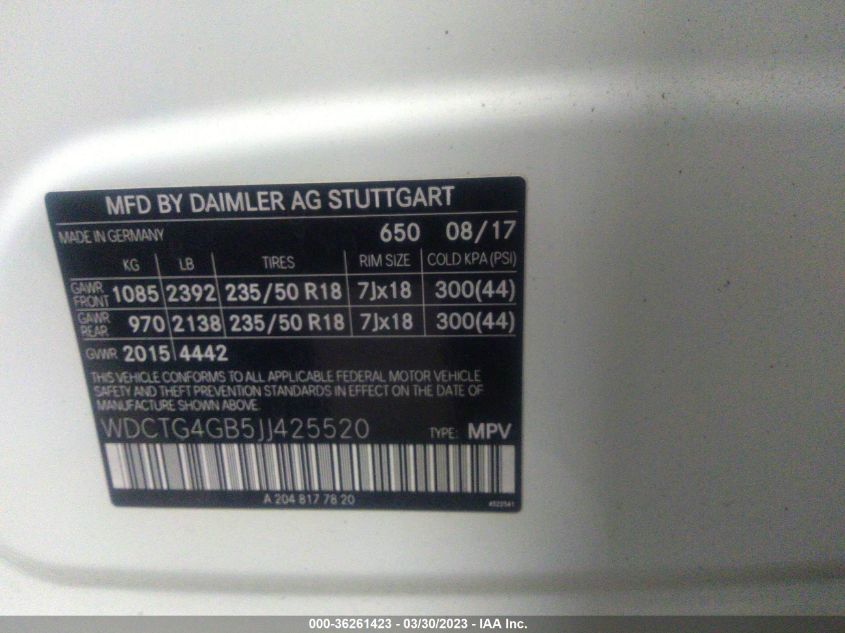 MFD BY DAIMLER AG STUTTGART
MADE IN GERMANY 650 08/17
KG LB TIRES RIM SIZE COLD KPA (PSI)
GAWR FRONT 1085 2392 235/50 R18 7Jx18 300(44)
GAWR REAR 970 2138 235/50 R18 7Jx18 300(44)
GVWR 2015 4442
THIS VEHICLE CONFORMS TO ALL APPLICABLE FEDERAL MOTOR VEHICLE
SAFETY AND THEFT PREVENTION STANDARDS IN EFFECT ON THE DATE OF
MANUFACTURE SHOWN ABOVE.
WDCTG4GB5JJ425520 TYPE: MPV
A 204 817 78 20
000-36261423 - 03/30/2023 - IAA Inc.